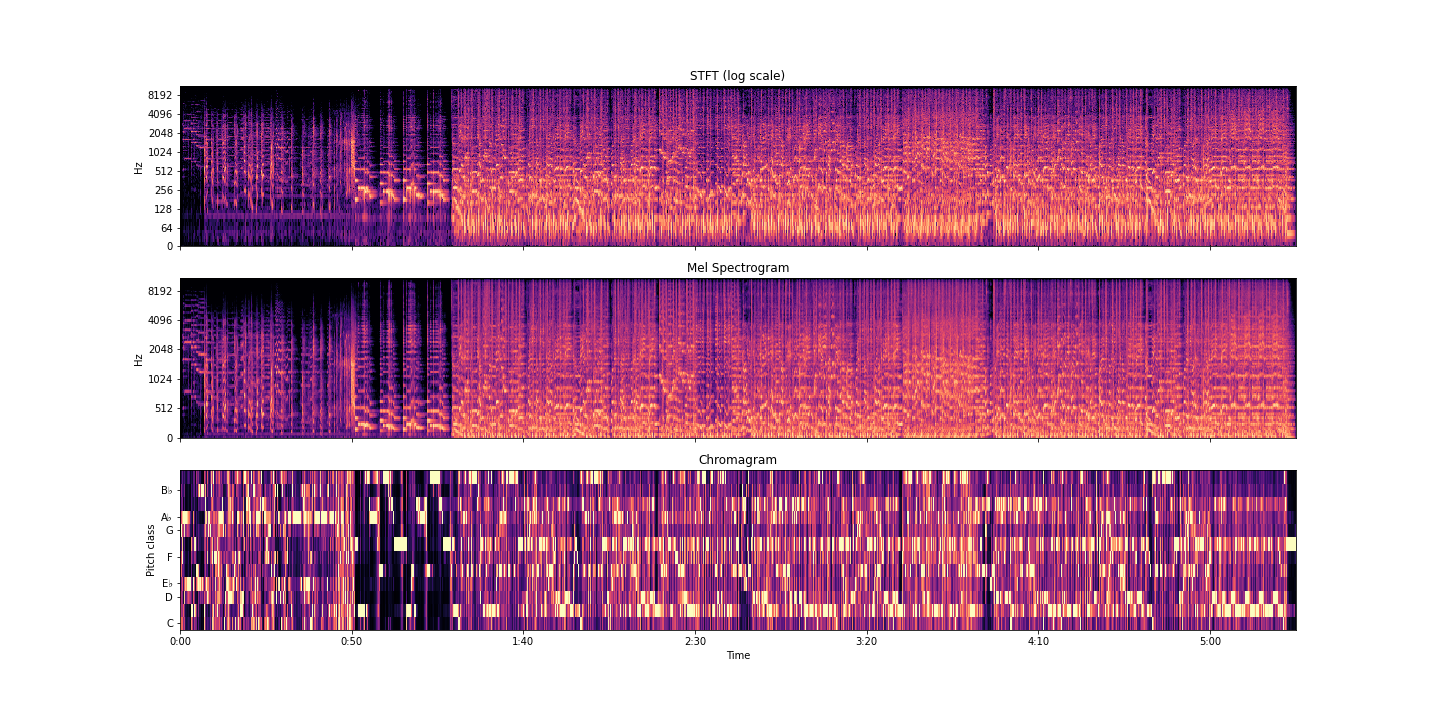 STFT (log scale)
8192
4096
2048
1024
512
256
128
64
0
Hz
Mel Spectrogram
8192
4096
2048
1024
512
0
Hz
Chromagram
B♭
A♭
G
F
E♭
D
C
Pitch class
0:00
0:50
1:40
2:30
3:20
4:10
5:00
Time